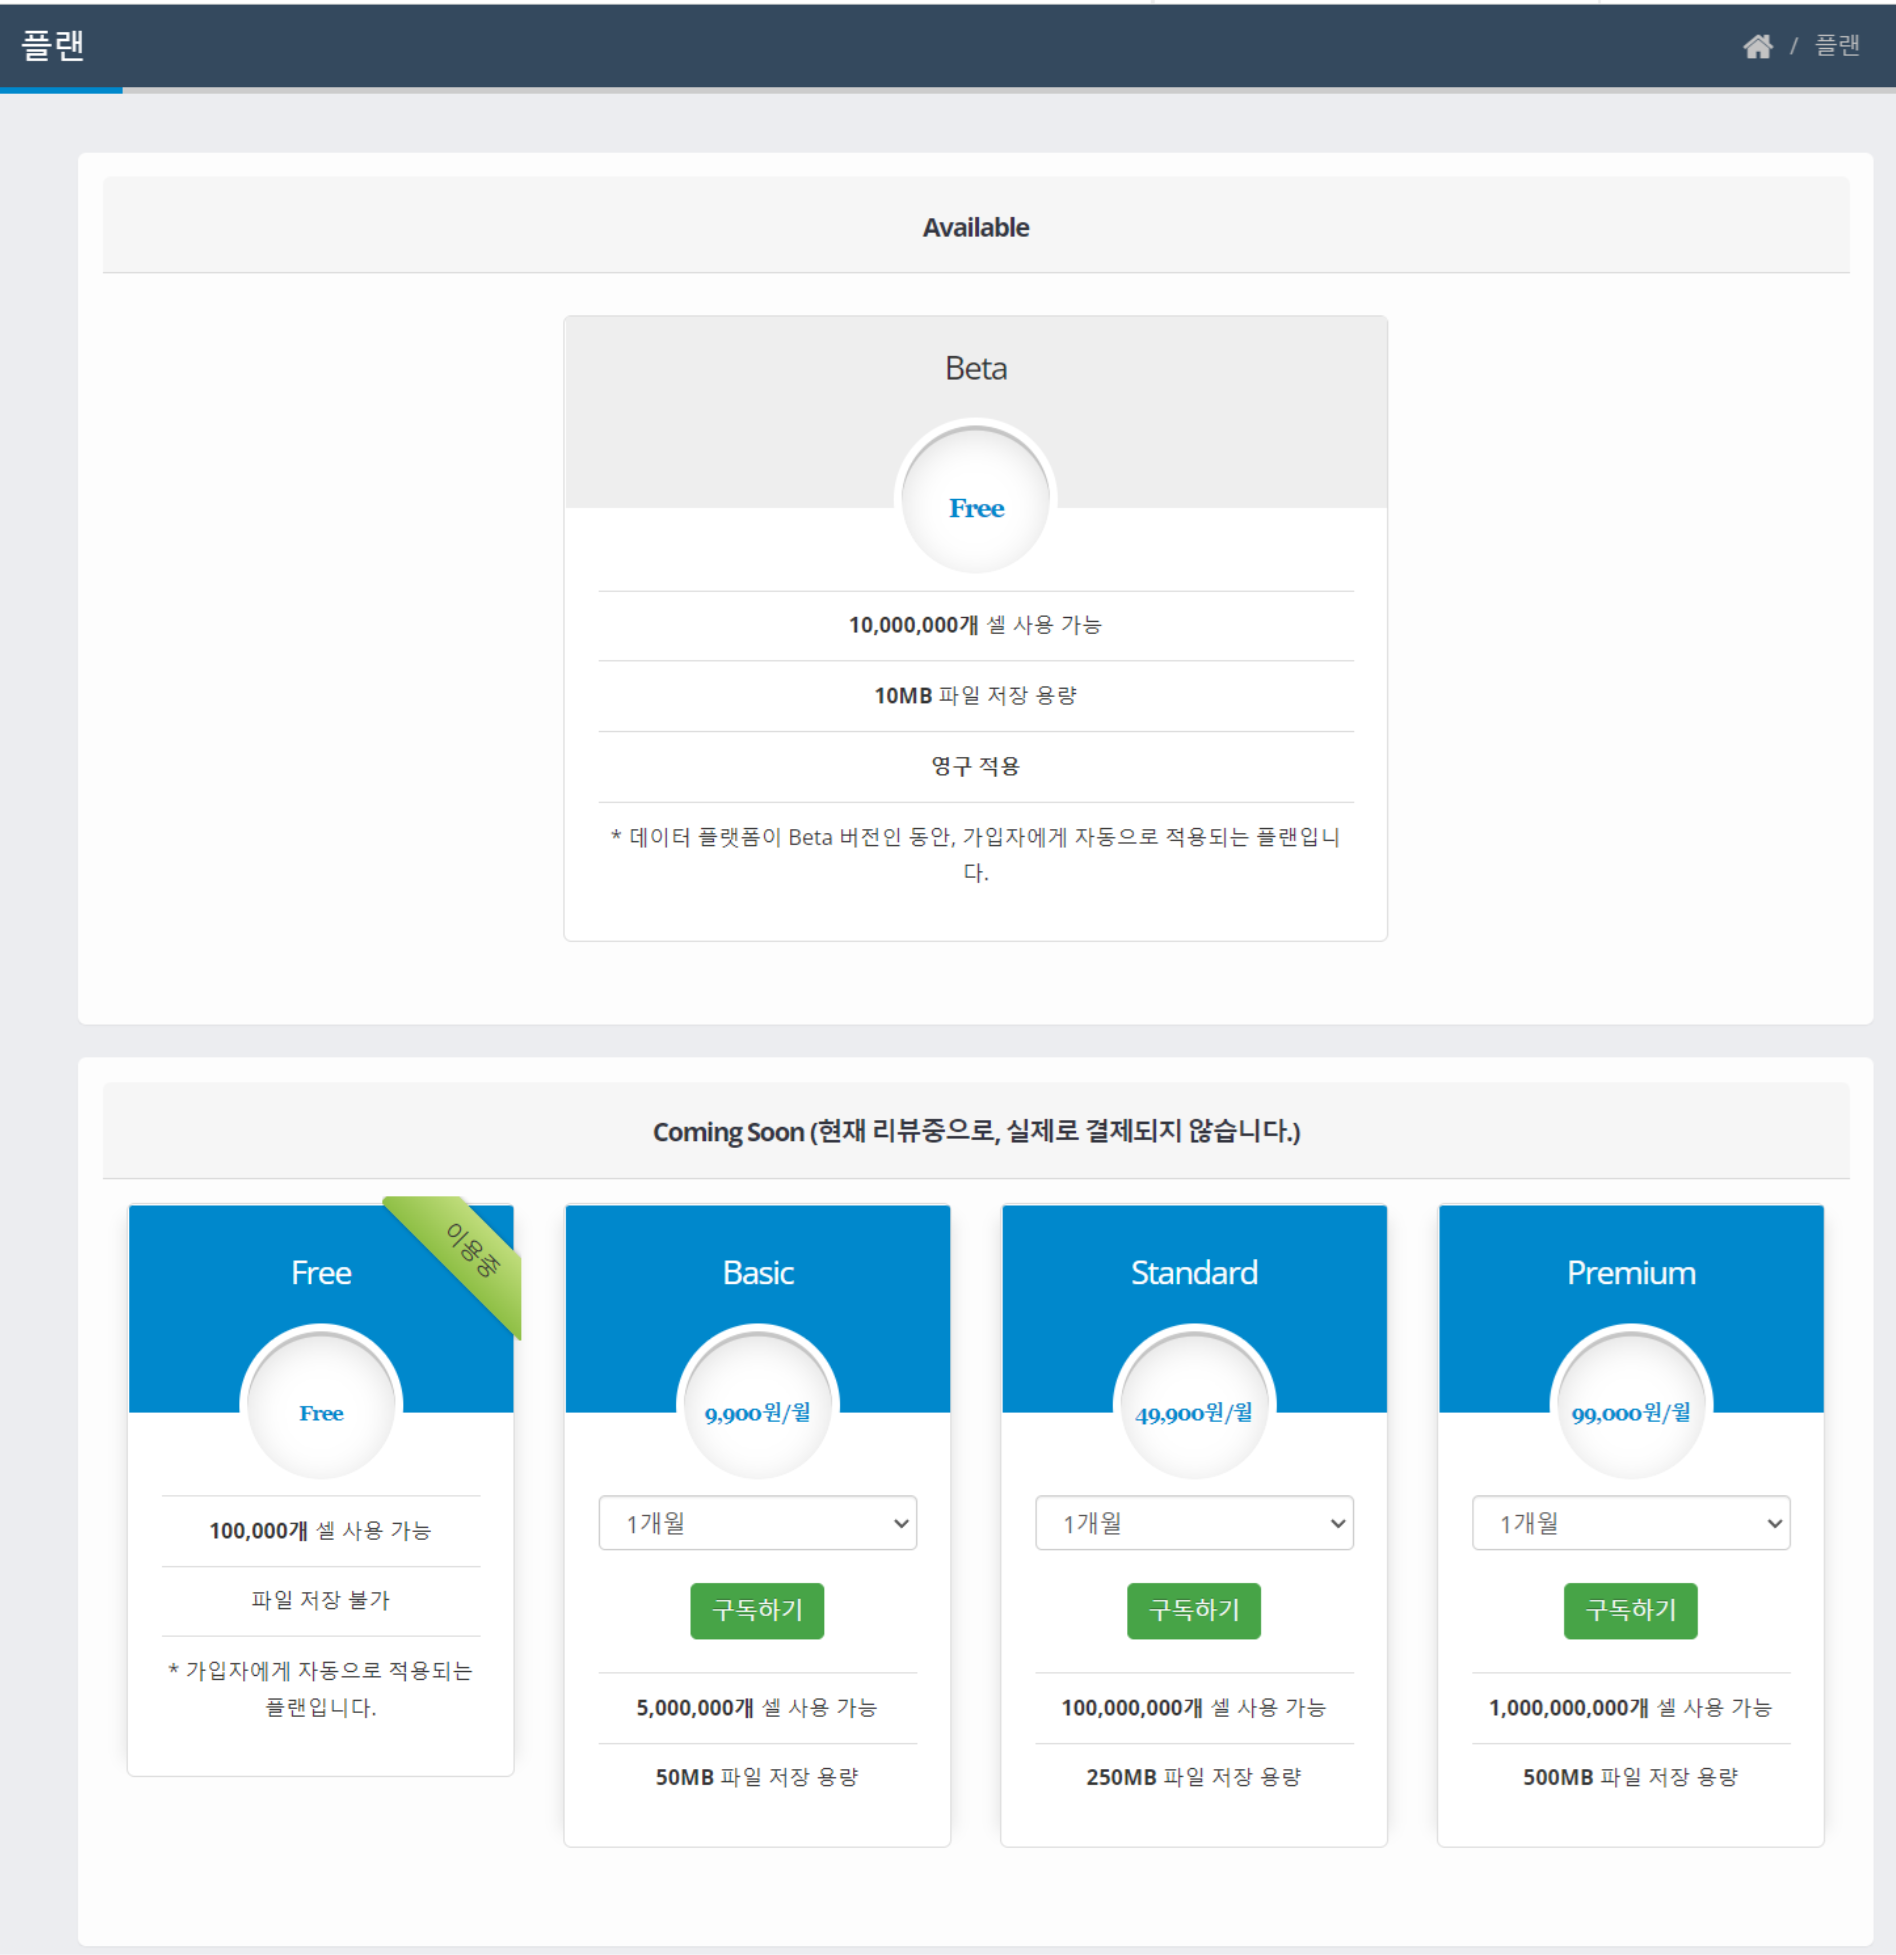 플랜
/ 플랜
Available
Beta
Free
10,000,000개 셀 사용 가능
10MB 파일 저장 용량
영구 적용
* 데이터 플랫폼이 Beta 버전인 동안, 가입자에게 자동으로 적용되는 플랜입니
다.
Coming Soon (현재 리뷰중으로, 실제로 결제되지 않습니다.)
Free
이용중
Free
100,000개 셀 사용 가능
파일 저장 불가
* 가입자에게 자동으로 적용되는
플랜입니다.
Basic
9,900원/월
1개월
구독하기
5,000,000개 셀 사용 가능
50MB 파일 저장 용량
Standard
49,900원/월
1개월
구독하기
100,000,000개 셀 사용 가능
250MB 파일 저장 용량
Premium
99,000원/월
1개월
구독하기
1,000,000,000개 셀 사용 가능
500MB 파일 저장 용량